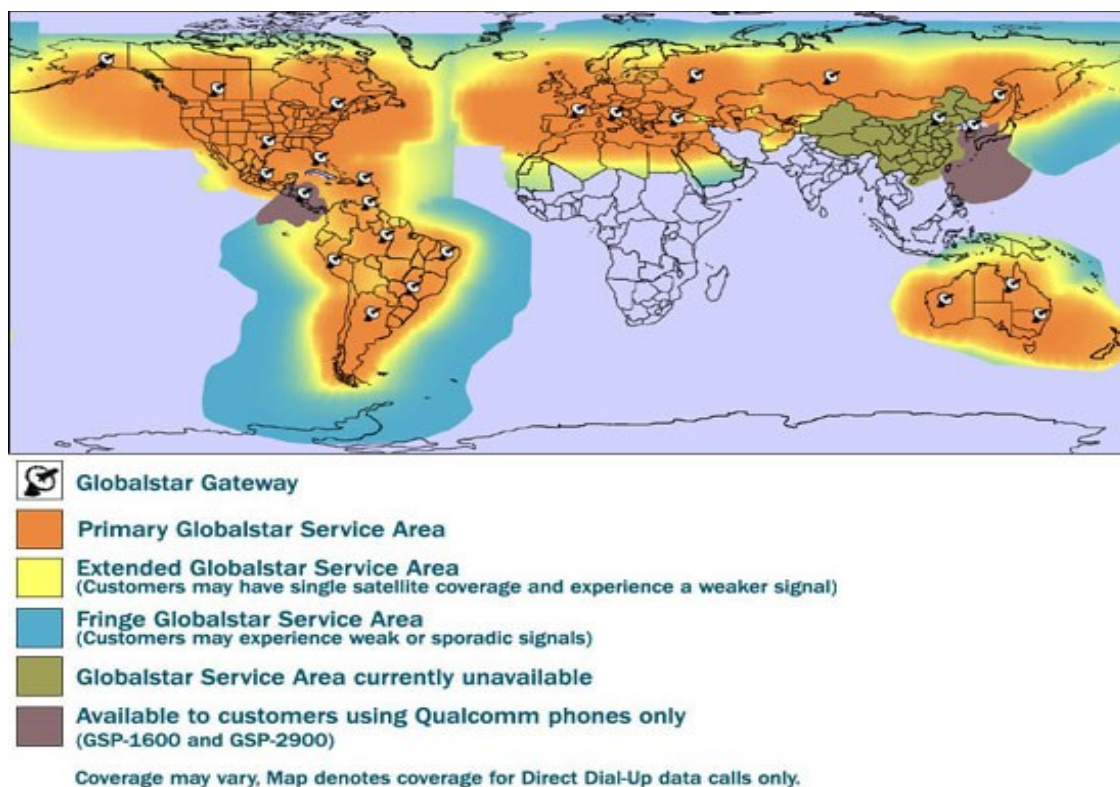 Globalstar Gateway
Primary Globalstar Service Area
Extended Globalstar Service Area
(Customers may have single satellite coverage and experience a weaker signal)
Fringe Globalstar Service Area
(Customers may experience weak or sporadic signals)
Globalstar Service Area currently unavailable
Available to customers using Qualcomm phones only
(GSP-1600 and GSP-2900)
Coverage may vary, Map denotes coverage for Direct Dial-Up data calls only.